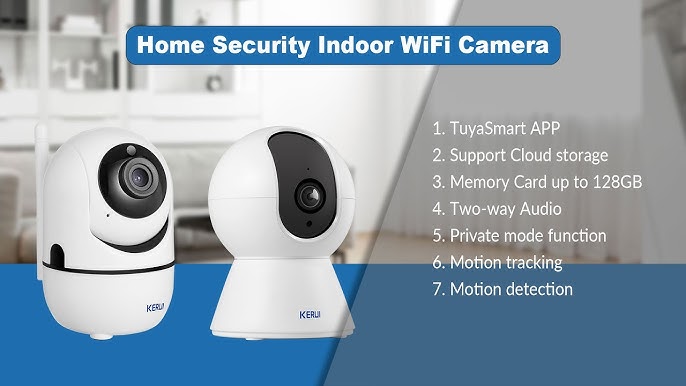 Home Security Indoor WiFi Camera
1. TuyaSmart APP
2. Support Cloud storage
3. Memory Card up to 128GB
4. Two-way Audio
5. Private mode function
6. Motion tracking
7. Motion detection
KERUI
KERUI